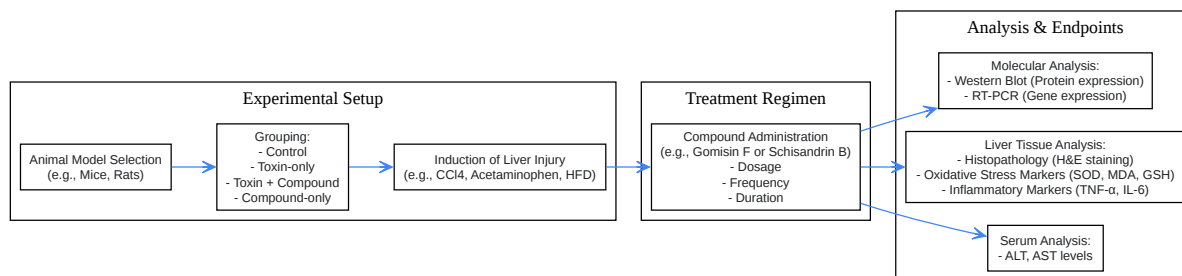 Experimental Setup
Animal Model Selection
(e.g., Mice, Rats)
Grouping:
- Control
- Toxin-only
- Toxin + Compound
- Compound-only
Induction of Liver Injury
(e.g., CCl4, Acetaminophen, HFD)
Treatment Regimen
Compound Administration
(e.g., Gomisin F or Schisandrin B)
- Dosage
- Frequency
- Duration
Analysis & Endpoints
Molecular Analysis:
- Western Blot (Protein expression)
- RT-PCR (Gene expression)
Liver Tissue Analysis:
- Histopathology (H&E staining)
- Oxidative Stress Markers (SOD, MDA, GSH)
- Inflammatory Markers (TNF-α, IL-6)
Serum Analysis:
- ALT, AST levels